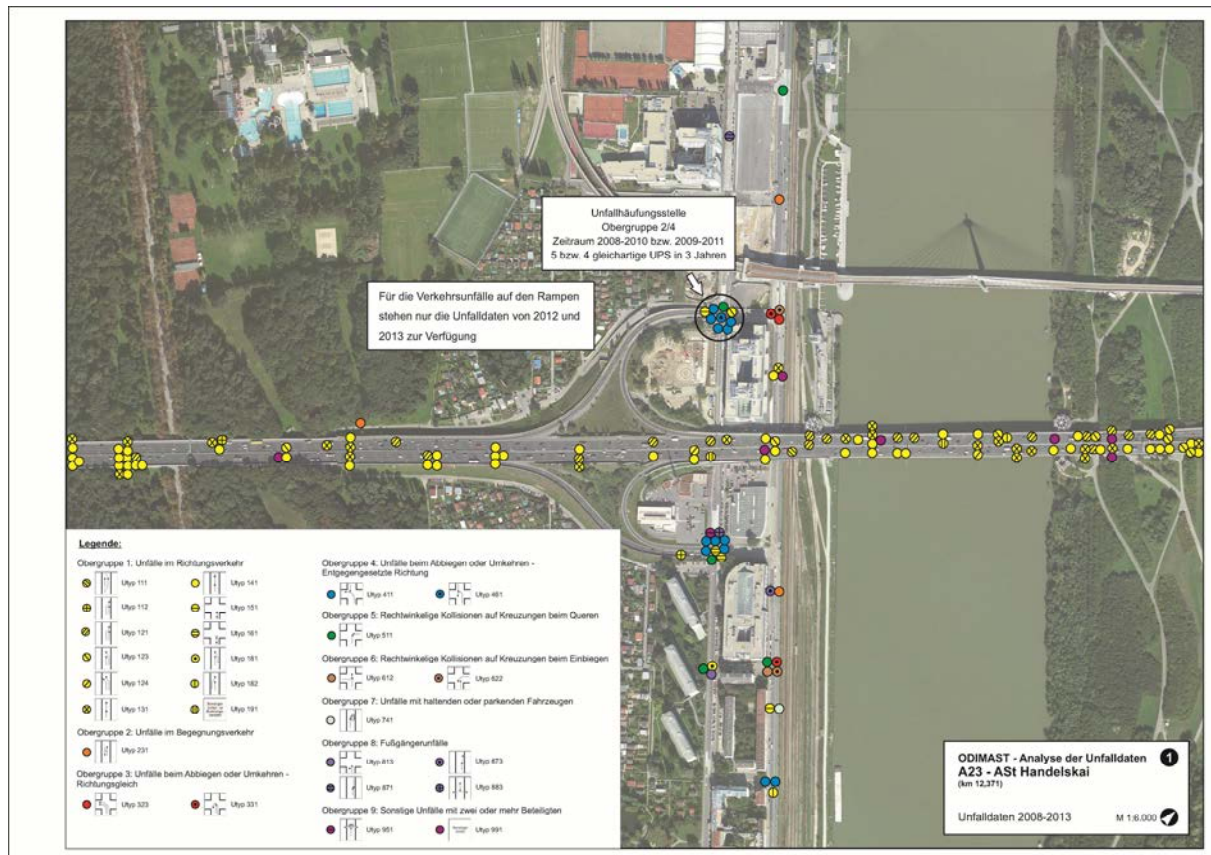 Unfallhäufungsstelle
Obergruppe 2/4
Zeitraum 2008-2010 bzw. 2009-2011
5 bzw. 4 gleichartige UPS in 3 Jahren
Für die Verkehrsunfälle auf den Rampen
stehen nur die Unfalldaten von 2012 und
2013 zur Verfügung
Legende:
Obergruppe 1: Unfälle im Richtungsverkehr
Utyp 111
Utyp 141
Utyp 112
Utyp 151
Utyp 121
Utyp 161
Utyp 123
Utyp 181
Utyp 124
Utyp 182
Utyp 131
Utyp 191
Obergruppe 2: Unfälle im Begegnungsverkehr
Utyp 231
Obergruppe 3: Unfälle beim Abbiegen oder Umkehren -
Richtungsgleich
Utyp 323
Utyp 331
Obergruppe 4: Unfälle beim Abbiegen oder Umkehren -
Entgegengesetzte Richtung
Utyp 411
Utyp 461
Obergruppe 5: Rechtwinkelige Kollisionen auf Kreuzungen beim Queren
Utyp 511
Obergruppe 6: Rechtwinkelige Kollisionen auf Kreuzungen beim Einbiegen
Utyp 612
Utyp 622
Obergruppe 7: Unfälle mit haltenden oder parkenden Fahrzeugen
Utyp 741
Obergruppe 8: Fußgängerunfälle
Utyp
Utyp 873
Utyp 871
Utyp 883
Obergruppe 9: Sonstige Unfälle mit zwei oder mehr Beteiligten
Utyp 951
Utyp 991
ODIMAST - Analyse der Unfalldaten 1
A23 - ASt Handelskai
(km 12,371)
Unfalldaten 2008-2013 M 1:6.000